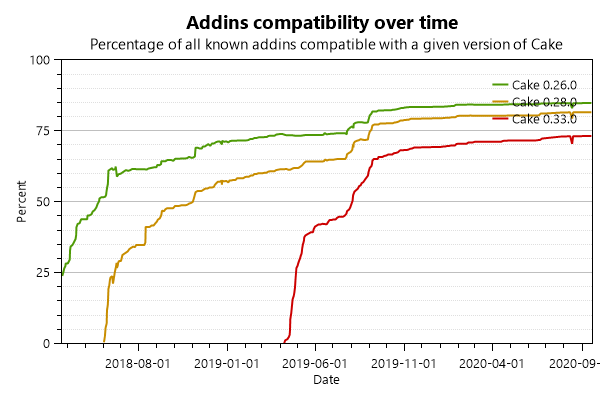 Addins compatibility over time
Percentage of all known addins compatible with a given version of Cake
100
75
50
25
0
Percent
Cake 0.26.0
Cake 0.28.0
Cake 0.33.0
2018-08-01
2019-01-01
2019-06-01
2019-11-01
2020-04-01
2020-09-
Date